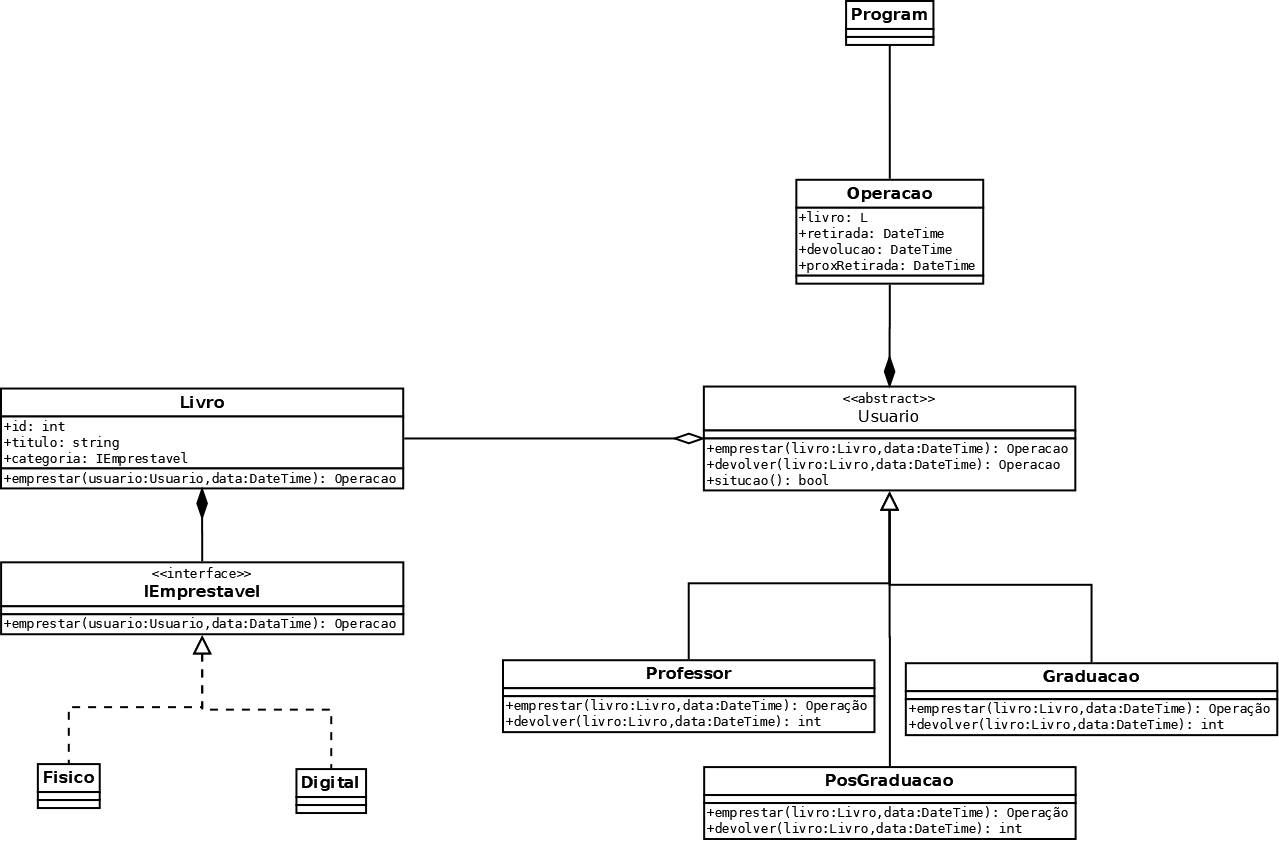 Program
Operacao
+livro: L
+retirada: DateTime
+devolucao: DateTime
+proxRetirada: DateTime
Livro
+id: int
+titulo: string
+categoria: IEmprestavel
+emprestar(usuario:Usuario,data:DateTime): Operacao
<<abstract>>
Usuario
+emprestar(livro:Livro,data:DateTime): Operacao
+devolver(livro:Livro,data:DateTime): Operacao
+situcao(): bool
<<interface>>
IEmprestavel
+emprestar(usuario:Usuario,data:DataTime): Operacao
Professor
+emprestar(livro:Livro,data:DateTime): Operação
+devolver(livro:Livro,data:DateTime): int
Graduacao
+emprestar(livro:Livro,data:DateTime): Operação
+devolver(livro:Livro,data:DateTime): int
Fisico
Digital
PosGraduacao
+emprestar(livro:Livro,data:DateTime): Operação
+devolver(livro:Livro,data:DateTime): int